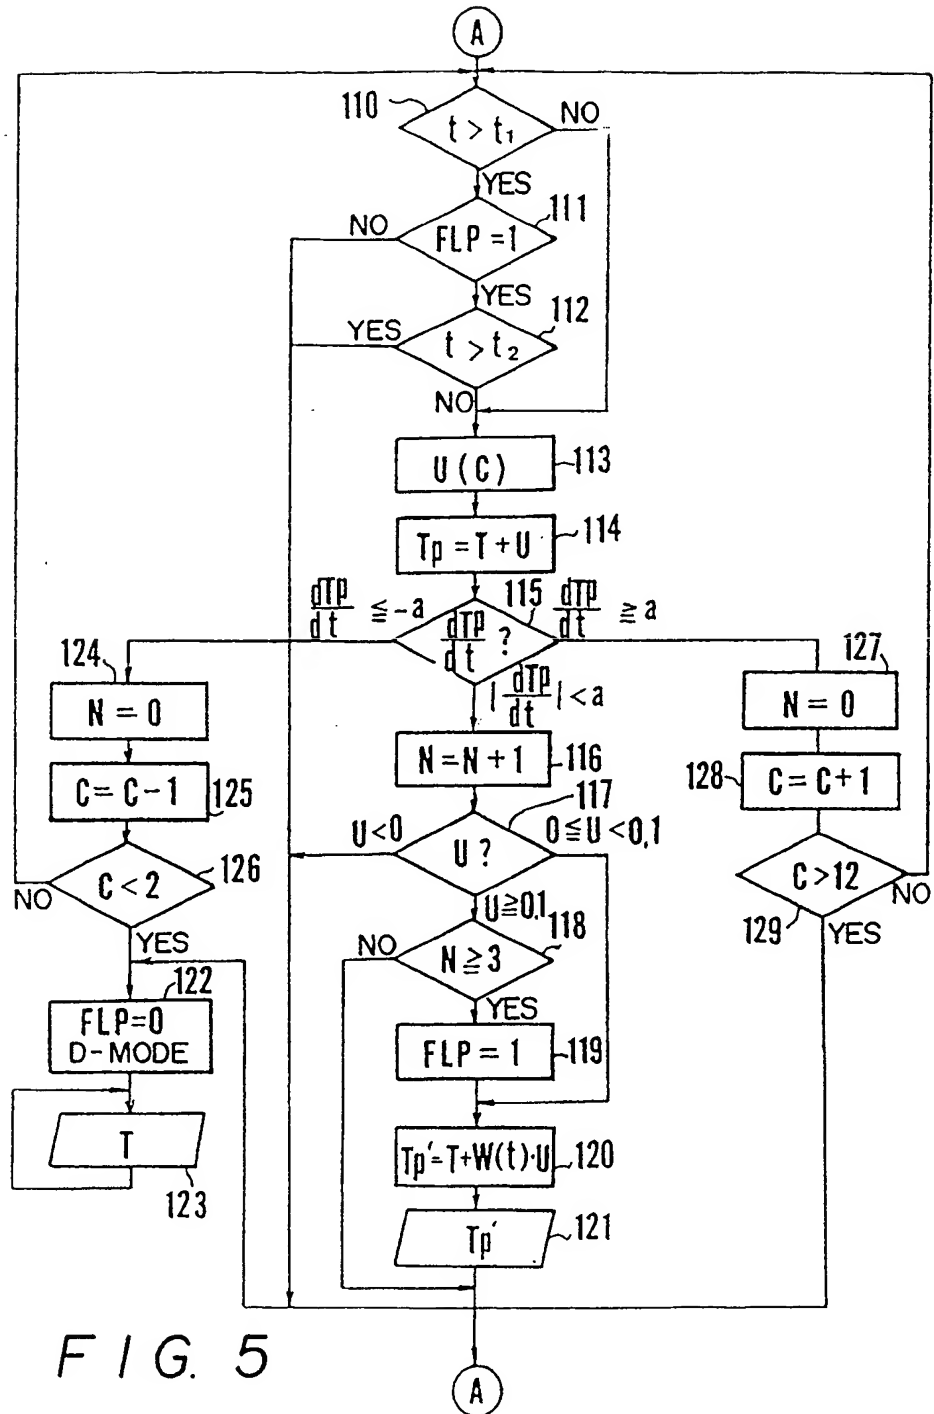 A
110
t > t₁
NO
YES
111
NO
FLP = 1
YES
112
YES
t > t₂
NO
U (C)
113
Tp = T + U
114
dTP/dt ≦ -a
115
dTP/dt ≧ a
dTP/dt ?
124
127
|dTP/dt| < a
N = 0
N = 0
N = N + 1
116
C = C - 1
125
128
C = C + 1
117
U < 0
0 ≦ U < 0,1
U ?
126
C < 2
C > 12
NO
NO
U ≧ 0,1
129
YES
118
YES
NO
N ≧ 3
122
YES
FLP = 0
D - MODE
FLP = 1
119
T
Tp' = T + W(t)·U
120
123
Tp'
121
FIG. 5
A